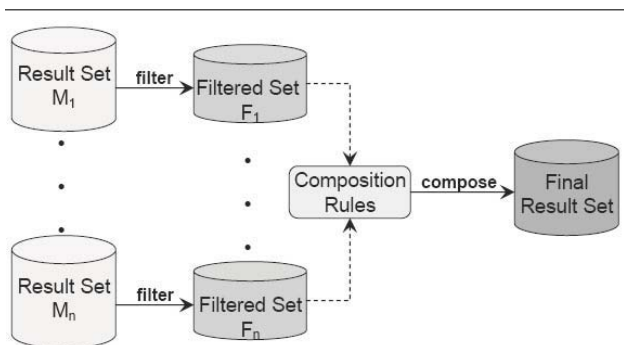 Result Set
M₁
filter
Filtered Set
F₁
Composition
Rules
compose
Final
Result Set
Result Set
Mₙ
filter
Filtered Set
Fₙ